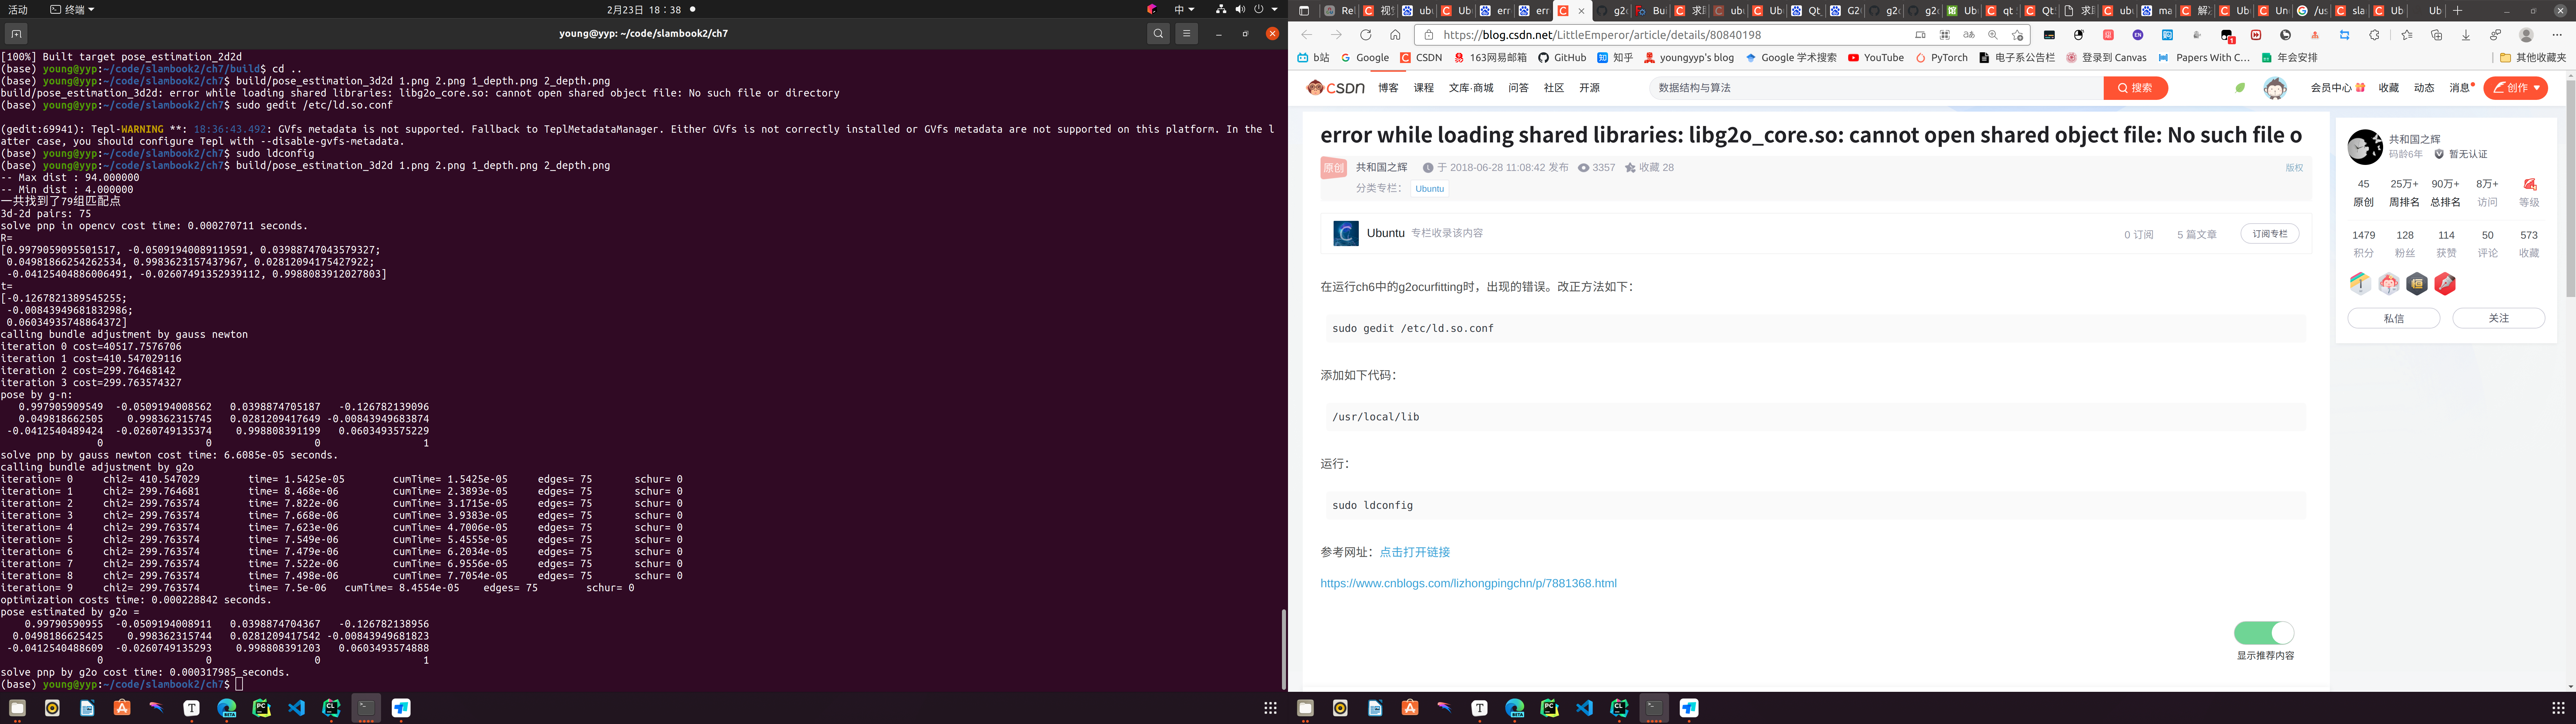 活动
终端
2月23日 18：38
中
young@yyp: ~/code/slambook2/ch7
[100%] Built target pose_estimation_2d2d
(base) young@yyp:~/code/slambook2/ch7/build$ cd ..
(base) young@yyp:~/code/slambook2/ch7$ build/pose_estimation_3d2d 1.png 2.png 1_depth.png 2_depth.png
build/pose_estimation_3d2d: error while loading shared libraries: libg2o_core.so: cannot open shared object file: No such file or directory
(base) young@yyp:~/code/slambook2/ch7$ sudo gedit /etc/ld.so.conf
(gedit:69941): Tepl-WARNING **: 18:36:43.492: GVfs metadata is not supported. Fallback to TeplMetadataManager. Either GVfs is not correctly installed or GVfs metadata are not supported on this platform. In the l
atter case, you should configure Tepl with --disable-gvfs-metadata.
(base) young@yyp:~/code/slambook2/ch7$ sudo ldconfig
(base) young@yyp:~/code/slambook2/ch7$ build/pose_estimation_3d2d 1.png 2.png 1_depth.png 2_depth.png
-- Max dist : 94.000000
-- Min dist : 4.000000
一共找到了79组匹配点
3d-2d pairs: 75
solve pnp in opencv cost time: 0.000270711 seconds.
R=
[0.9979059095501517, -0.05091940089119591, 0.03988747043579327;
0.04981866254262534, 0.9983623157437967, 0.02812094175427922;
-0.04125404886006491, -0.02607491352939112, 0.9988083912027803]
t=
[-0.1267821389545255;
-0.00843949681832986;
0.06034935748864372]
calling bundle adjustment by gauss newton
iteration 0 cost=40517.7576706
iteration 1 cost=410.547029116
iteration 2 cost=299.76468142
iteration 3 cost=299.763574327
pose by g-n:
0.997905909549 -0.0509194008562 0.0398874705187 -0.126782139096
0.049818662505 0.998362315745 0.0281209417649 -0.00843949683874
-0.0412540489424 -0.0260749135374 0.998808391199 0.0603493575229
0 0 0 1
solve pnp by gauss newton cost time: 6.6085e-05 seconds.
calling bundle adjustment by g2o
iteration= 0 chi2= 410.547029 time= 1.5425e-05 cumTime= 1.5425e-05 edges= 75 schur= 0
iteration= 1 chi2= 299.764681 time= 8.468e-06 cumTime= 2.3893e-05 edges= 75 schur= 0
iteration= 2 chi2= 299.763574 time= 7.822e-06 cumTime= 3.1715e-05 edges= 75 schur= 0
iteration= 3 chi2= 299.763574 time= 7.668e-06 cumTime= 3.9383e-05 edges= 75 schur= 0
iteration= 4 chi2= 299.763574 time= 7.623e-06 cumTime= 4.7006e-05 edges= 75 schur= 0
iteration= 5 chi2= 299.763574 time= 7.549e-06 cumTime= 5.4555e-05 edges= 75 schur= 0
iteration= 6 chi2= 299.763574 time= 7.479e-06 cumTime= 6.2034e-05 edges= 75 schur= 0
iteration= 7 chi2= 299.763574 time= 7.522e-06 cumTime= 6.9556e-05 edges= 75 schur= 0
iteration= 8 chi2= 299.763574 time= 7.498e-06 cumTime= 7.7054e-05 edges= 75 schur= 0
iteration= 9 chi2= 299.763574 time= 7.5e-06 cumTime= 8.4554e-05 edges= 75 schur= 0
optimization costs time: 0.000228842 seconds.
pose estimated by g2o =
0.99790590955 -0.0509194008911 0.0398874704367 -0.126782138956
0.0498186625425 0.998362315744 0.0281209417542 -0.00843949681823
-0.0412540488609 -0.0260749135293 0.998808391203 0.0603493574888
0 0 0 1
solve pnp by g2o cost time: 0.000317985 seconds.
(base) young@yyp:~/code/slambook2/ch7$
https://blog.csdn.net/LittleEmperor/article/details/80840198
b站 Google CSDN 163网易邮箱 GitHub 知乎 youngyyp's blog Google 学术搜索 YouTube PyTorch 电子系公告栏 登录到 Canvas Papers With C... 年会安排 其他收藏夹
CSDN 博客 课程 文库·商城 问答 社区 开源 数据结构与算法 搜索 会员中心 收藏 动态 消息 创作
error while loading shared libraries: libg2o_core.so: cannot open shared object file: No such file o
原创 共和国之辉 于 2018-06-28 11:08:42 发布 3357 收藏 28 版权
分类专栏： Ubuntu
Ubuntu 专栏收录该内容 0 订阅 5 篇文章 订阅专栏
在运行ch6中的g2ocurfitting时，出现的错误。改正方法如下：
sudo gedit /etc/ld.so.conf
添加如下代码：
/usr/local/lib
运行：
sudo ldconfig
参考网址：点击打开链接
https://www.cnblogs.com/lizhongpingchn/p/7881368.html
显示推荐内容
共和国之辉
码龄6年 暂无认证
45 25万+ 90万+ 8万+
原创 周排名 总排名 访问 等级
1479 128 114 50 573
积分 粉丝 获赞 评论 收藏
私信 关注